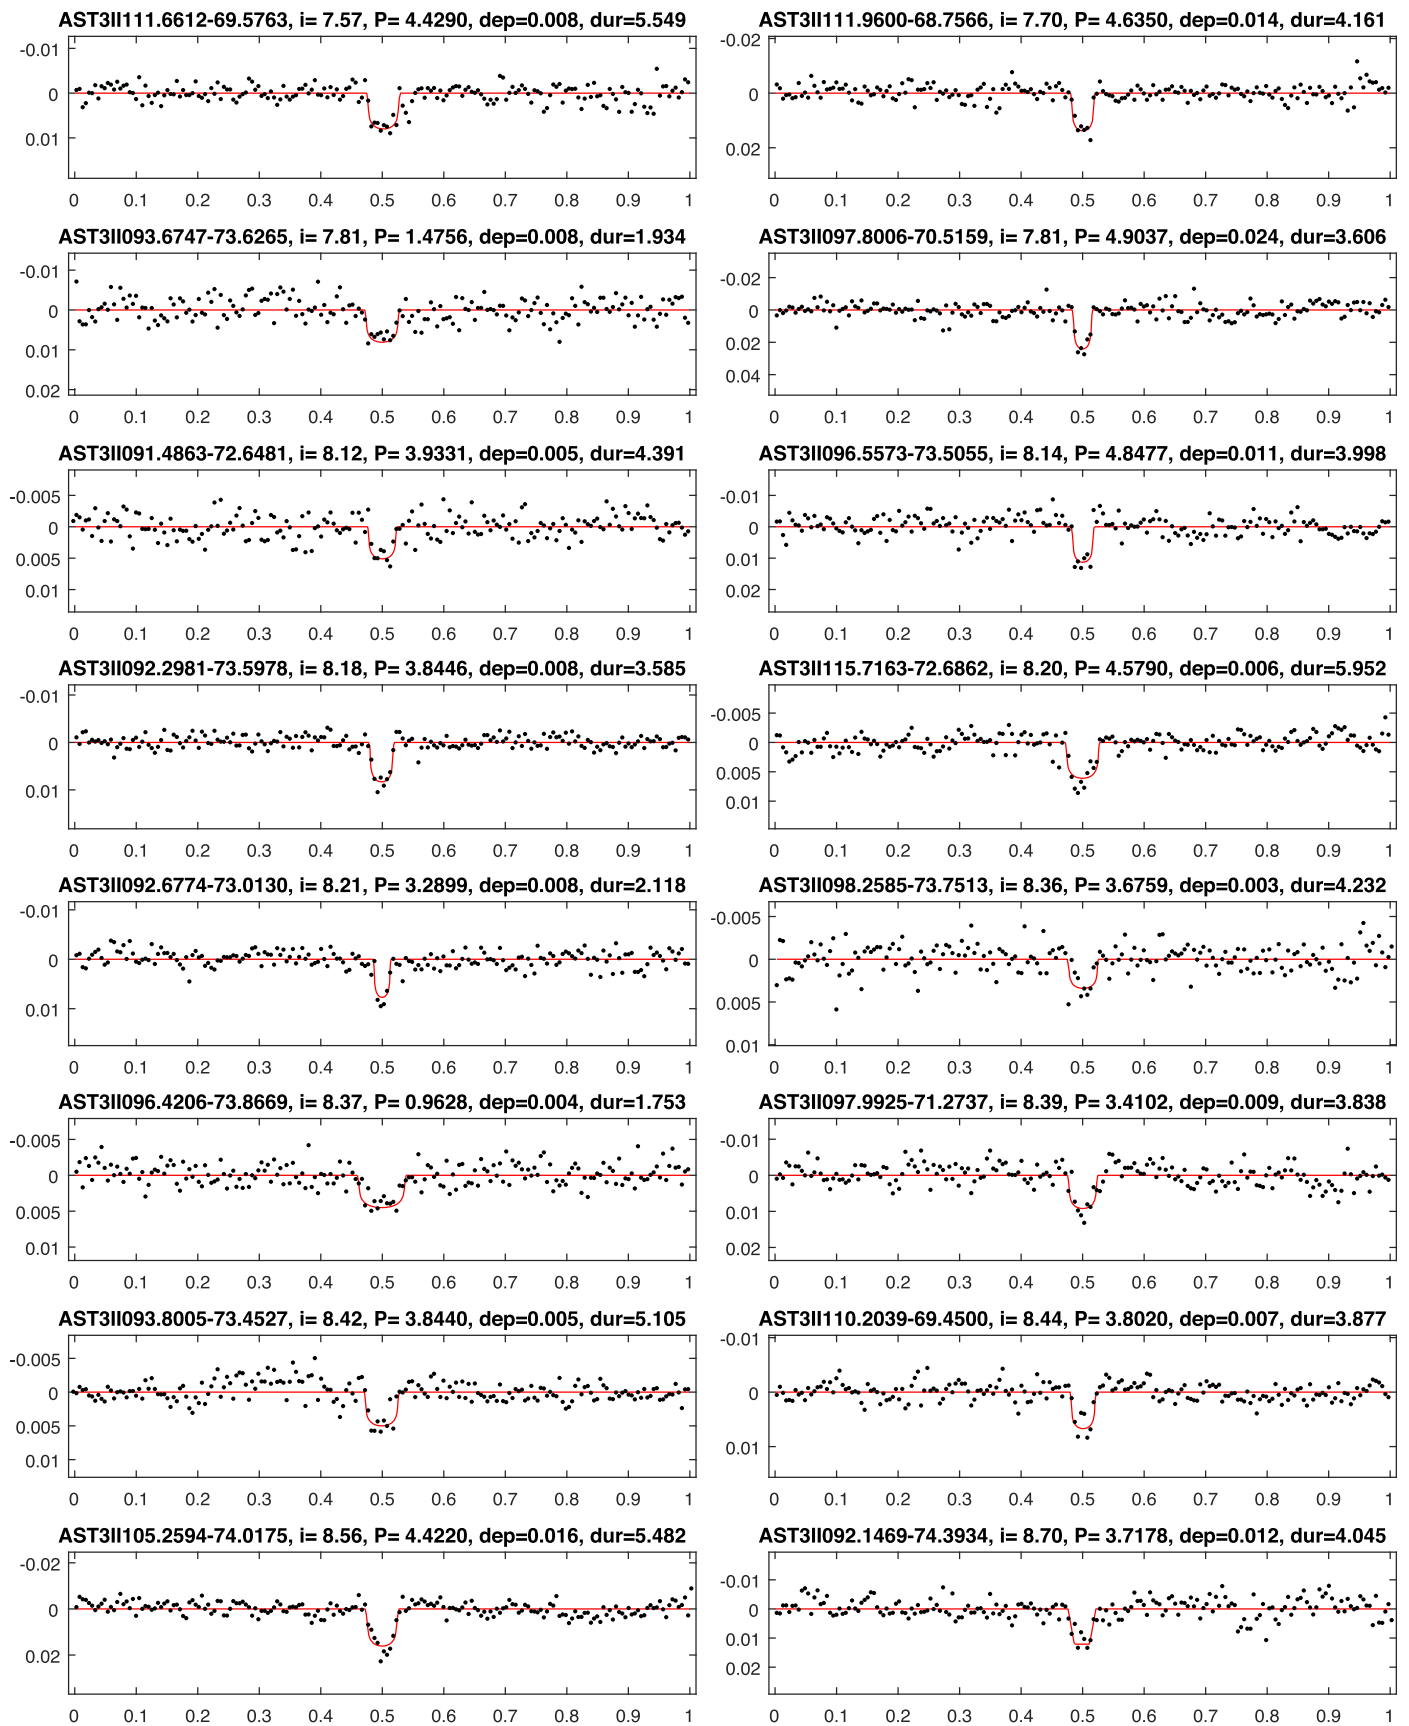 AST3II111.6612-69.5763, i= 7.57, P= 4.4290, dep=0.008, dur=5.549
-0.01
0
0.01
0 0.1 0.2 0.3 0.4 0.5 0.6 0.7 0.8 0.9 1
AST3II111.9600-68.7566, i= 7.70, P= 4.6350, dep=0.014, dur=4.161
-0.02
0
0.02
0 0.1 0.2 0.3 0.4 0.5 0.6 0.7 0.8 0.9 1
AST3II093.6747-73.6265, i= 7.81, P= 1.4756, dep=0.008, dur=1.934
-0.01
0
0.01
0.02
0 0.1 0.2 0.3 0.4 0.5 0.6 0.7 0.8 0.9 1
AST3II097.8006-70.5159, i= 7.81, P= 4.9037, dep=0.024, dur=3.606
-0.02
0
0.02
0.04
0 0.1 0.2 0.3 0.4 0.5 0.6 0.7 0.8 0.9 1
AST3II091.4863-72.6481, i= 8.12, P= 3.9331, dep=0.005, dur=4.391
-0.005
0
0.005
0.01
0 0.1 0.2 0.3 0.4 0.5 0.6 0.7 0.8 0.9 1
AST3II096.5573-73.5055, i= 8.14, P= 4.8477, dep=0.011, dur=3.998
-0.01
0
0.01
0.02
0 0.1 0.2 0.3 0.4 0.5 0.6 0.7 0.8 0.9 1
AST3II092.2981-73.5978, i= 8.18, P= 3.8446, dep=0.008, dur=3.585
-0.01
0
0.01
0 0.1 0.2 0.3 0.4 0.5 0.6 0.7 0.8 0.9 1
AST3II115.7163-72.6862, i= 8.20, P= 4.5790, dep=0.006, dur=5.952
-0.005
0
0.005
0.01
0 0.1 0.2 0.3 0.4 0.5 0.6 0.7 0.8 0.9 1
AST3II092.6774-73.0130, i= 8.21, P= 3.2899, dep=0.008, dur=2.118
-0.01
0
0.01
0 0.1 0.2 0.3 0.4 0.5 0.6 0.7 0.8 0.9 1
AST3II098.2585-73.7513, i= 8.36, P= 3.6759, dep=0.003, dur=4.232
-0.005
0
0.005
0.01
0 0.1 0.2 0.3 0.4 0.5 0.6 0.7 0.8 0.9 1
AST3II096.4206-73.8669, i= 8.37, P= 0.9628, dep=0.004, dur=1.753
-0.005
0
0.005
0.01
0 0.1 0.2 0.3 0.4 0.5 0.6 0.7 0.8 0.9 1
AST3II097.9925-71.2737, i= 8.39, P= 3.4102, dep=0.009, dur=3.838
-0.01
0
0.01
0.02
0 0.1 0.2 0.3 0.4 0.5 0.6 0.7 0.8 0.9 1
AST3II093.8005-73.4527, i= 8.42, P= 3.8440, dep=0.005, dur=5.105
-0.005
0
0.005
0.01
0 0.1 0.2 0.3 0.4 0.5 0.6 0.7 0.8 0.9 1
AST3II110.2039-69.4500, i= 8.44, P= 3.8020, dep=0.007, dur=3.877
-0.01
0
0.01
0 0.1 0.2 0.3 0.4 0.5 0.6 0.7 0.8 0.9 1
AST3II105.2594-74.0175, i= 8.56, P= 4.4220, dep=0.016, dur=5.482
-0.02
0
0.02
0 0.1 0.2 0.3 0.4 0.5 0.6 0.7 0.8 0.9 1
AST3II092.1469-74.3934, i= 8.70, P= 3.7178, dep=0.012, dur=4.045
-0.01
0
0.01
0.02
0 0.1 0.2 0.3 0.4 0.5 0.6 0.7 0.8 0.9 1